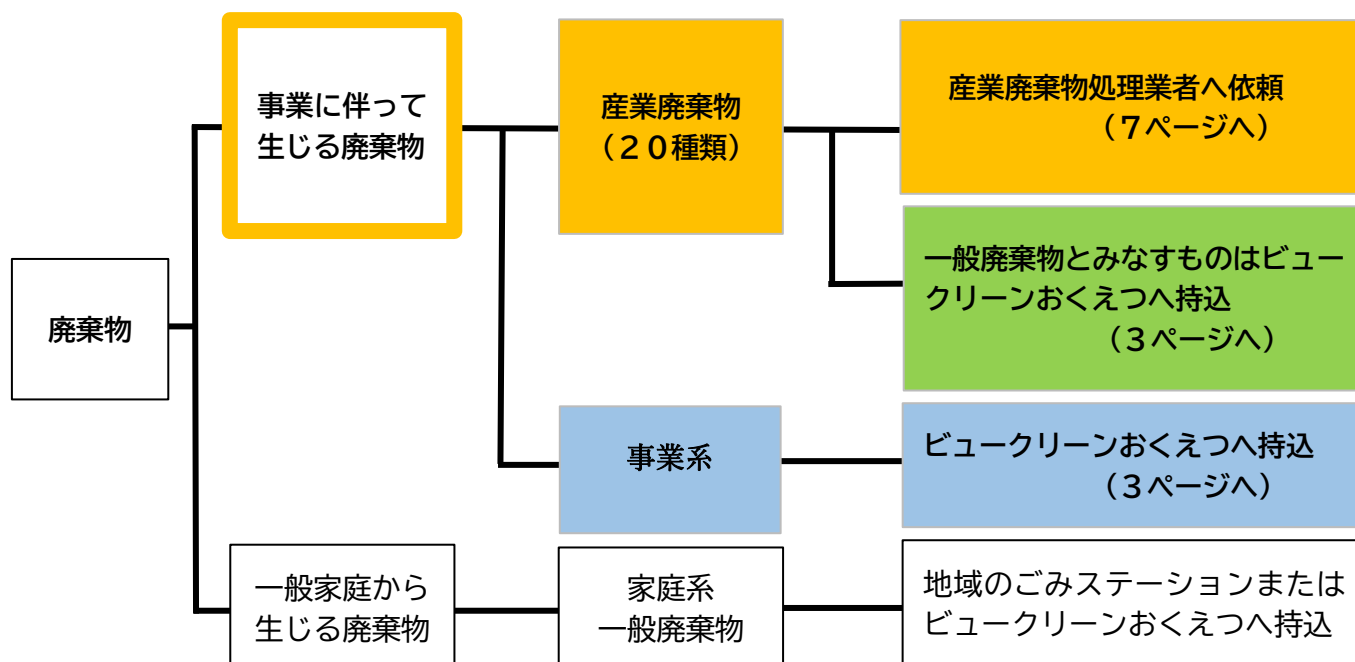 廃棄物
事業に伴って
生じる廃棄物
産業廃棄物
（２０種類）
産業廃棄物処理業者へ依頼
（７ページへ）
一般廃棄物とみなすものはビュー
クリーンおくえつへ持込
（３ページへ）
事業系
ビュークリーンおくえつへ持込
（３ページへ）
一般家庭から
生じる廃棄物
家庭系
一般廃棄物
地域のごみステーションまたは
ビュークリーンおくえつへ持込